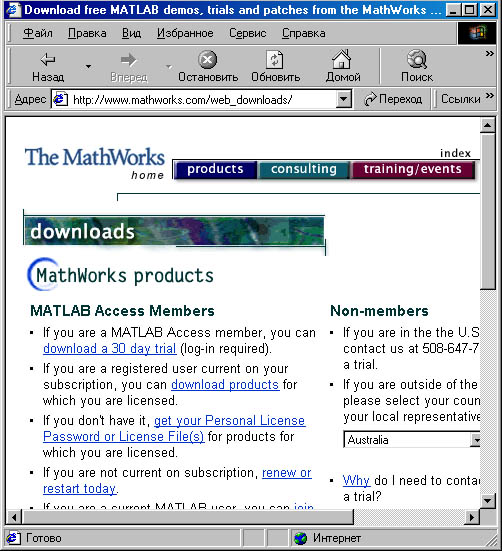 Download free MATLAB demos, trials and patches from the MathWorks ...
Файл Правка Вид Избранное Сервис Справка
Назад Вперед Остановить Обновить Домой Поиск
Адрес http://www.mathworks.com/web_downloads/ Переход Ссылки
The MathWorks
home
index
products consulting training/events
downloads
MathWorks products
MATLAB Access Members
If you are a MATLAB Access member, you can
download a 30 day trial (log-in required).
If you are a registered user current on your
subscription, you can download products for
which you are licensed.
If you don't have it, get your Personal License
Password or License File(s) for products for
which you are licensed.
If you are not current on subscription, renew or
restart today.
If you are a current MATLAB user, you can join
Non-members
If you are in the the U.S
contact us at 508-647-7
a trial.
If you are outside of the
please select your coun
your local representative
Australia
Why do I need to conta
a trial?
Готово Интернет